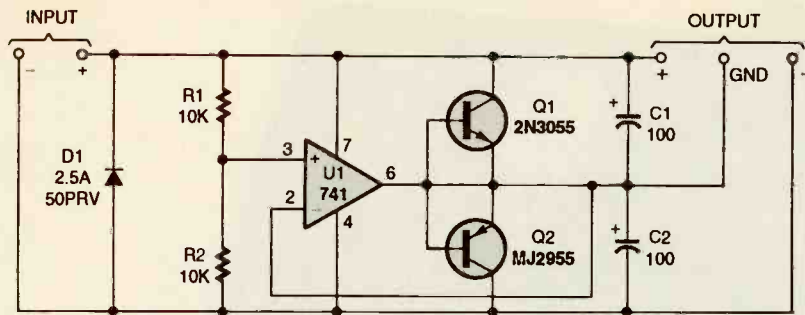 INPUT
OUTPUT
- +
+ GND -
R1
10K
Q1
2N3055
+ C1
100
D1
2.5A
50PRV
3 + 7
U1
741
6
2 -
4
R2
10K
Q2
MJ2955
+ C2
100